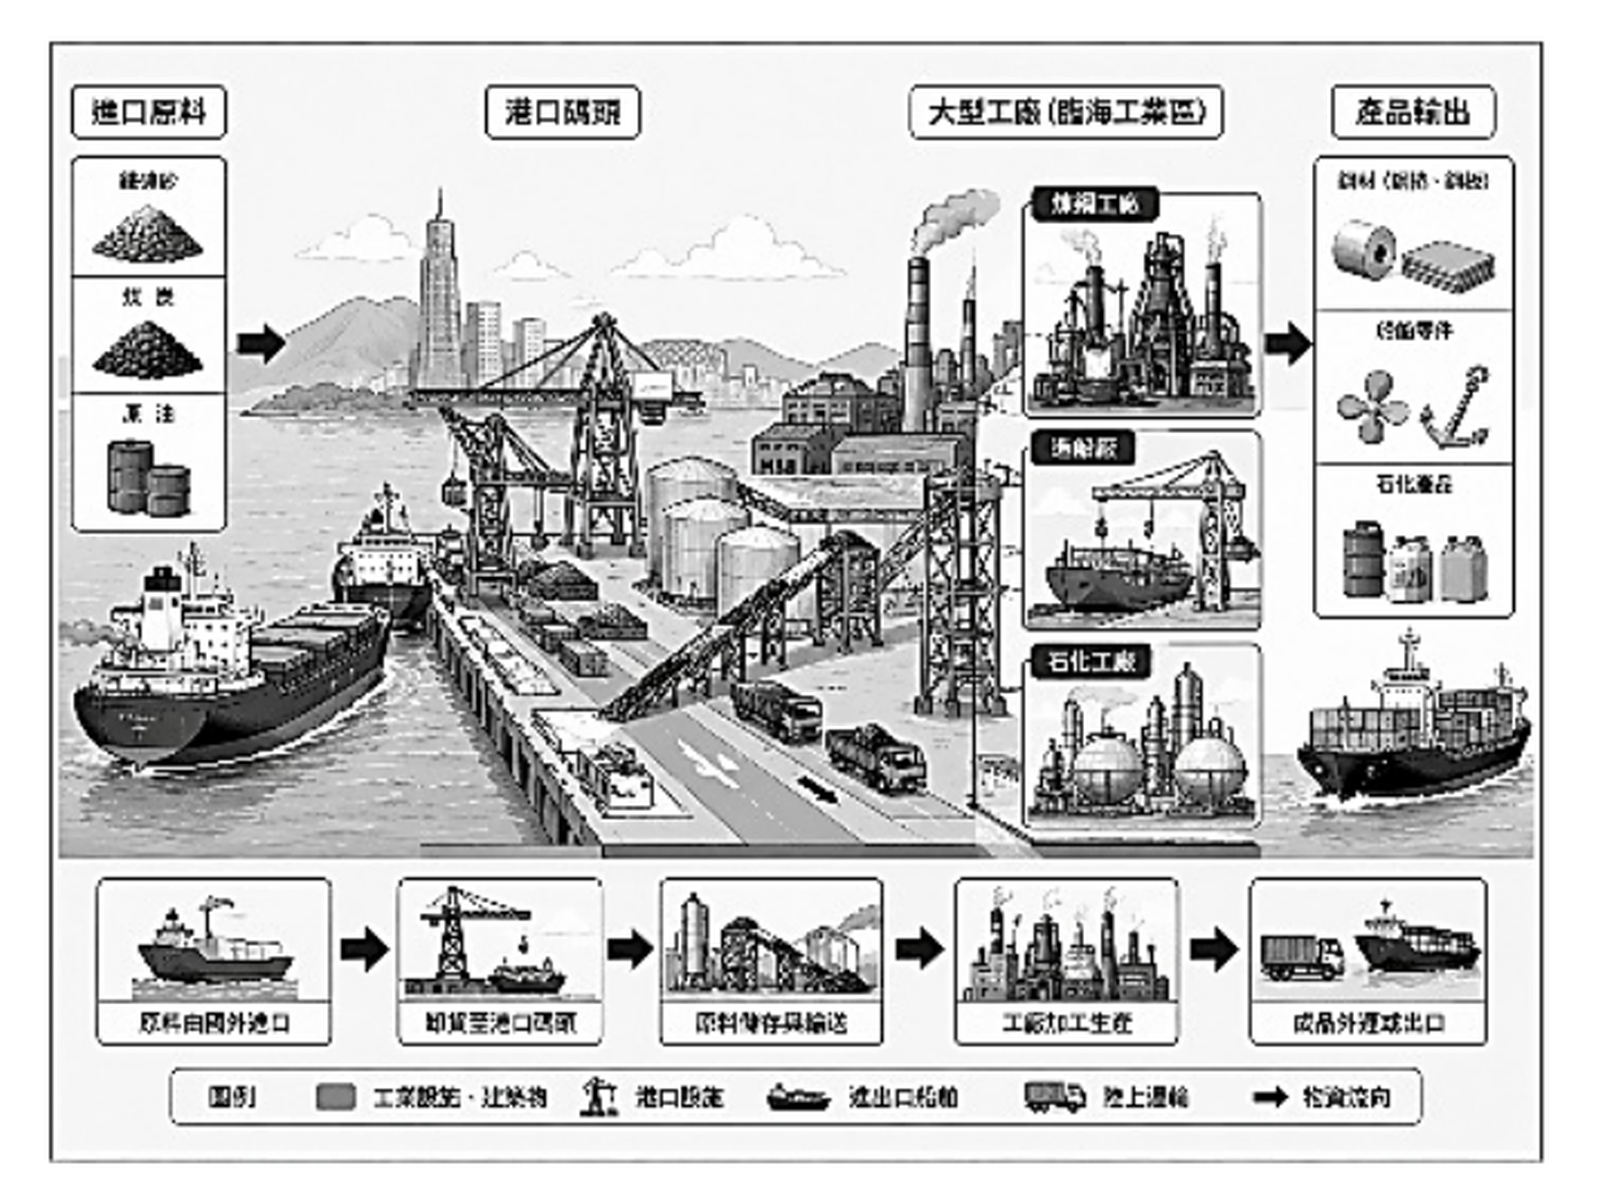 進口原料
港口碼頭
大型工廠(臨海工業區)
產品輸出
鐵礦砂
煤 炭
原 油
煉鋼工廠
造船廠
石化工廠
鋼材(鋼捲、鋼板)
船舶零件
石化產品
原料由國外進口
卸貨至港口碼頭
原料儲存與輸送
工廠加工生產
成品外運或出口
圖例
工業設施、建築物
港口設施
進出口船舶
陸上運輸
物資流向